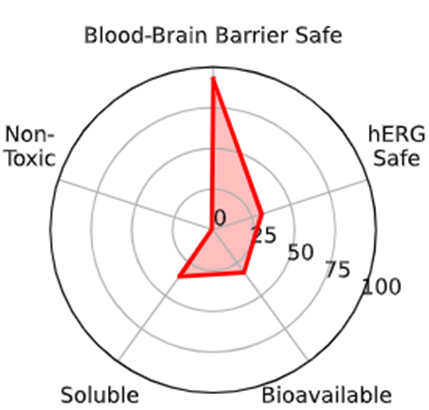 Blood-Brain Barrier Safe
Non-
Toxic
hERG
Safe
0
25
50
75
100
Soluble
Bioavailable